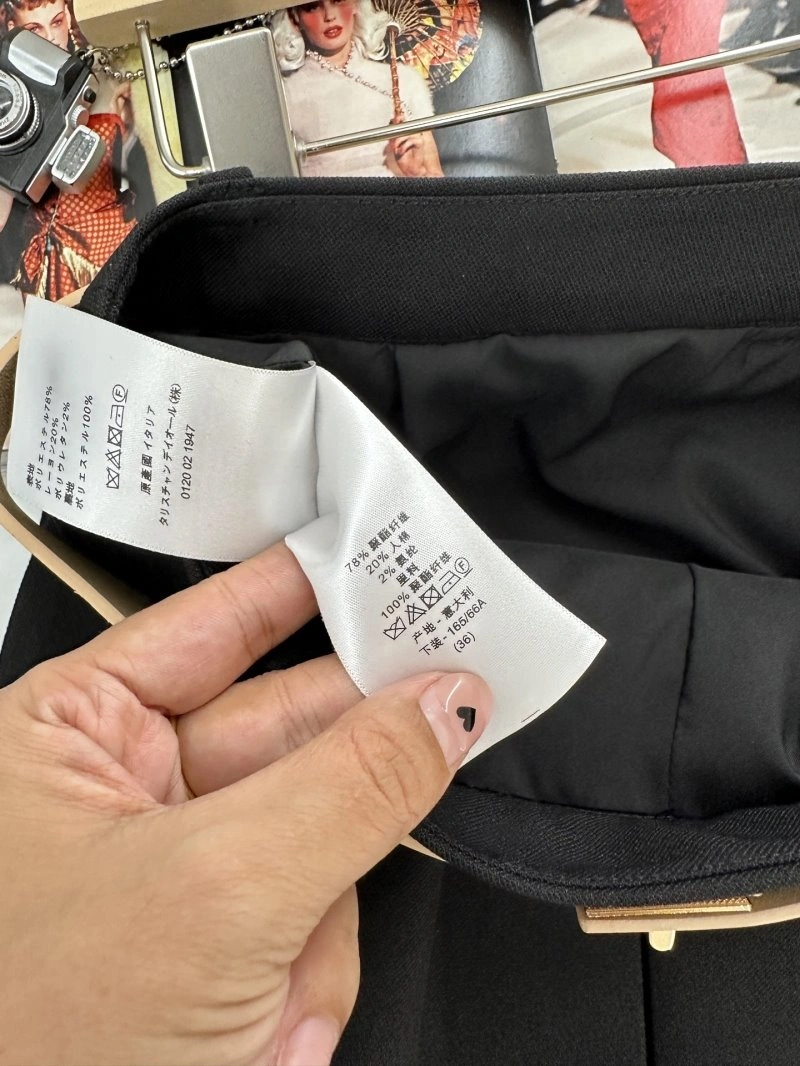 表地
ポリエステル78%
レーヨン20%
ポリウレタン2%
裏地
ポリエステル100%
F
原産國 イタリア
タリスチャン ディオール (株)
0120 02 1947
78% 聚酯纤维
20% 人棉
2% 氨纶
里料
100% 聚酯纤维
F
产地 - 意大利
下装 - 165/66A
(36)